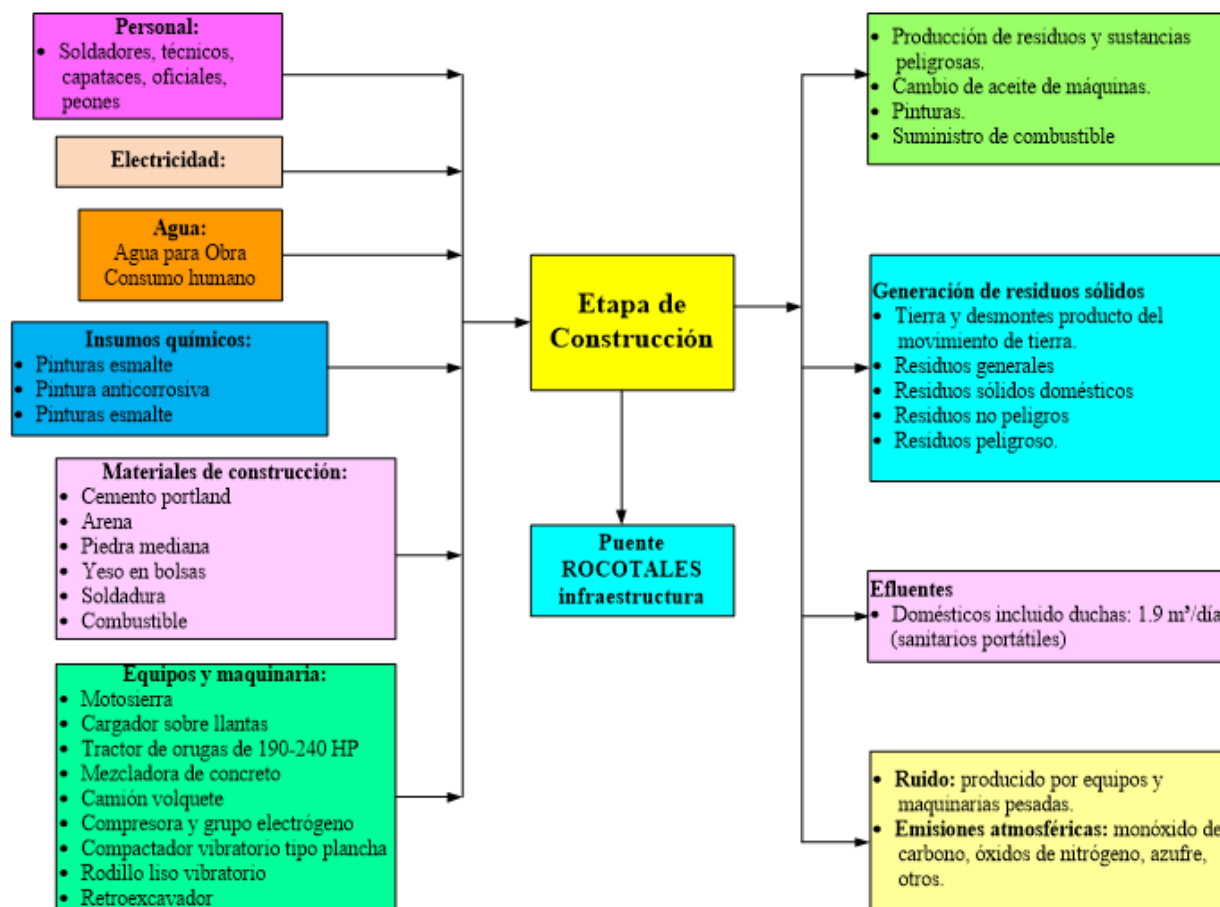 Personal:
• Soldadores, técnicos,
capataces, oficiales,
peones
Electricidad:
Agua:
Agua para Obra
Consumo humano
Insumos químicos:
• Pinturas esmalte
• Pintura anticorrosiva
• Pinturas esmalte
Materiales de construcción:
• Cemento portland
• Arena
• Piedra mediana
• Yeso en bolsas
• Soldadura
• Combustible
Equipos y maquinaria:
• Motosierra
• Cargador sobre llantas
• Tractor de orugas de 190-240 HP
• Mezcladora de concreto
• Camión volquete
• Compresora y grupo electrógeno
• Compactador vibratorio tipo plancha
• Rodillo liso vibratorio
• Retroexcavador
Etapa de
Construcción
Puente
ROCOTALES
infraestructura
• Producción de residuos y sustancias
peligrosas.
• Cambio de aceite de máquinas.
• Pinturas.
• Suministro de combustible
Generación de residuos sólidos
• Tierra y desmontes producto del
movimiento de tierra.
• Residuos generales
• Residuos sólidos domésticos
• Residuos no peligros
• Residuos peligroso.
Efluentes
• Domésticos incluido duchas: 1.9 m³/día
(sanitarios portátiles)
• Ruido: producido por equipos y
maquinarias pesadas.
• Emisiones atmosféricas: monóxido de
carbono, óxidos de nitrógeno, azufre,
otros.